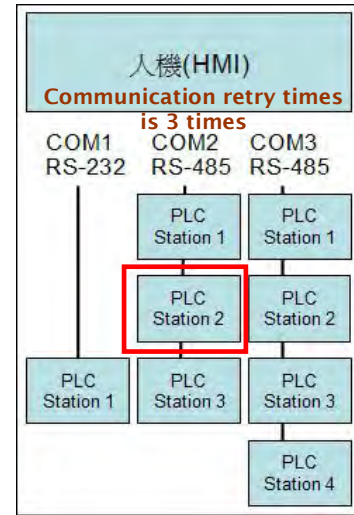 人機(HMI)
Communication retry times
is 3 times
COM1 COM2 COM3
RS-232 RS-485 RS-485
PLC
Station 1
PLC
Station 1
PLC
Station 2
PLC
Station 2
PLC
Station 1
PLC
Station 3
PLC
Station 3
PLC
Station 4